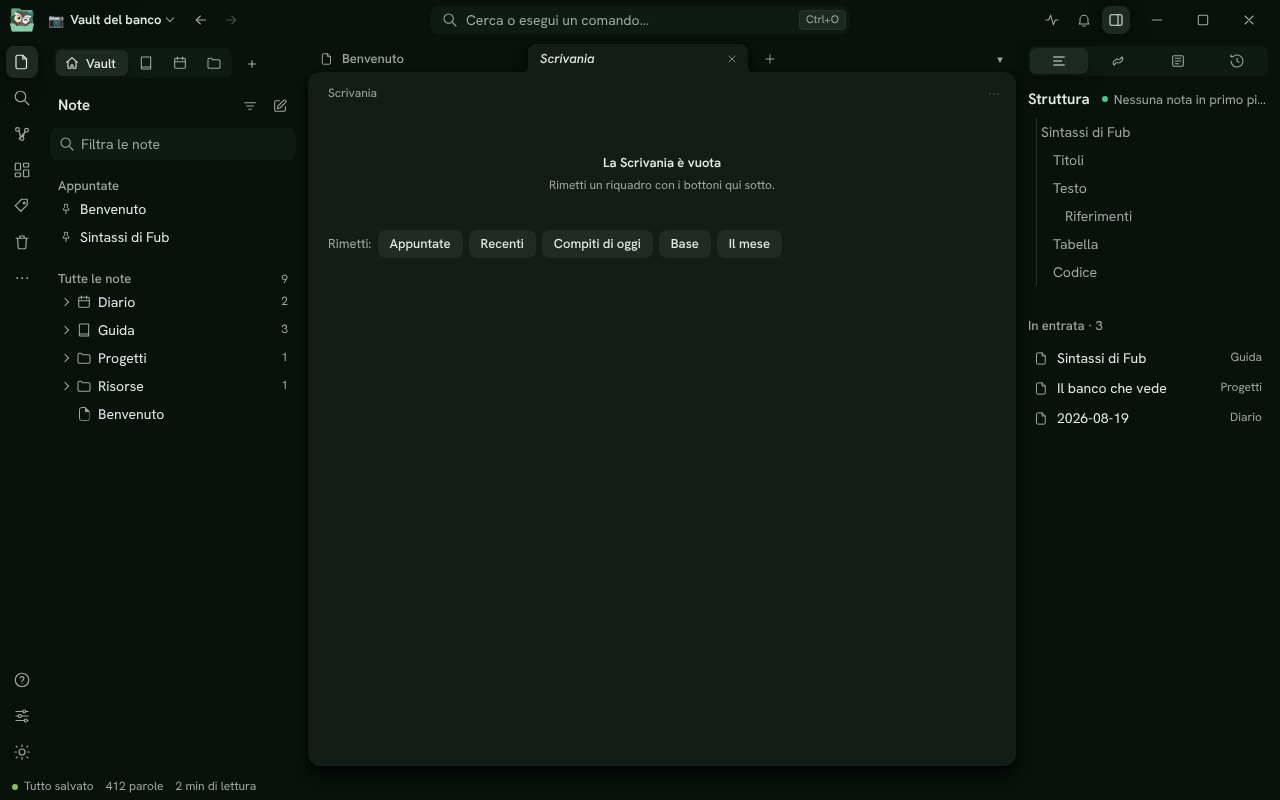 Vault del banco
Cerca o esegui un comando...
Ctrl+O
Vault
Benvenuto
Scrivania
Note
Filtra le note
Appuntate
Benvenuto
Sintassi di Fub
Tutte le note 9
Diario 2
Guida 3
Progetti 1
Risorse 1
Benvenuto
Tutto salvato 412 parole 2 min di lettura
Scrivania
La Scrivania è vuota
Rimetti un riquadro con i bottoni qui sotto.
Rimetti: Appuntate Recenti Compiti di oggi Base Il mese
Struttura Nessuna nota in primo pi...
Sintassi di Fub
Titoli
Testo
Riferimenti
Tabella
Codice
In entrata · 3
Sintassi di Fub Guida
Il banco che vede Progetti
2026-08-19 Diario